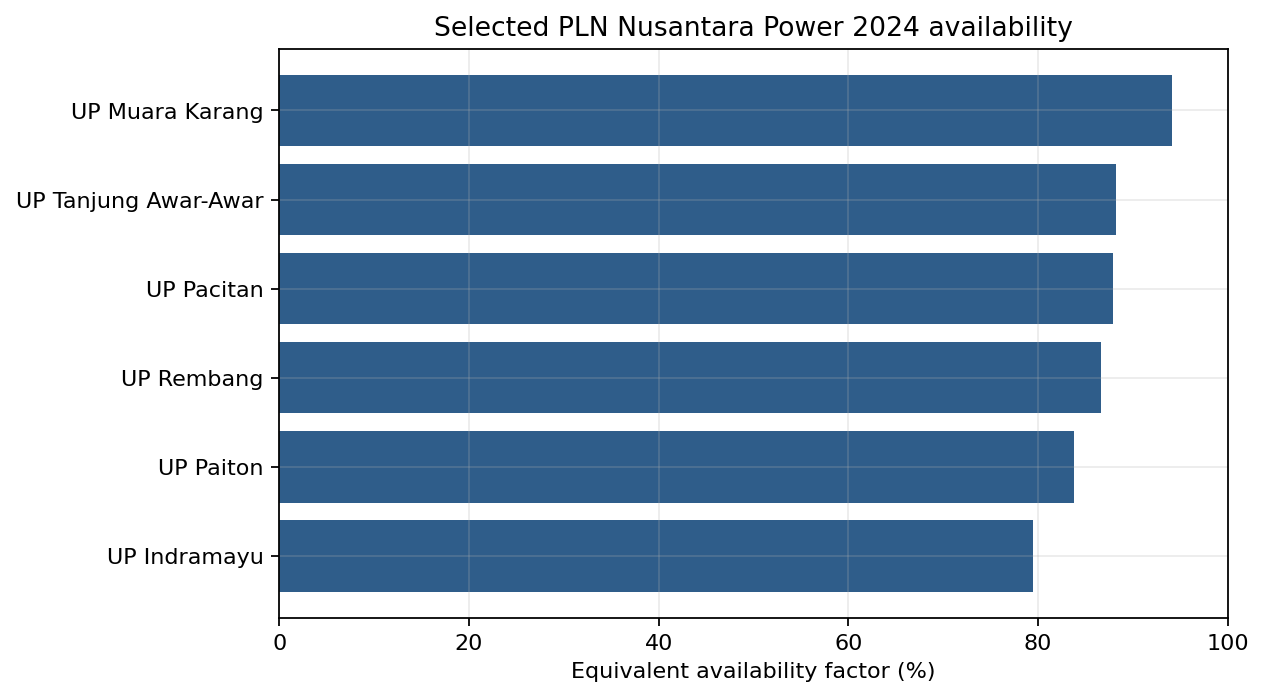 Selected PLN Nusantara Power 2024 availability
UP Muara Karang
UP Tanjung Awar-Awar
UP Pacitan
UP Rembang
UP Paiton
UP Indramayu
0 20 40 60 80 100
Equivalent availability factor (%)